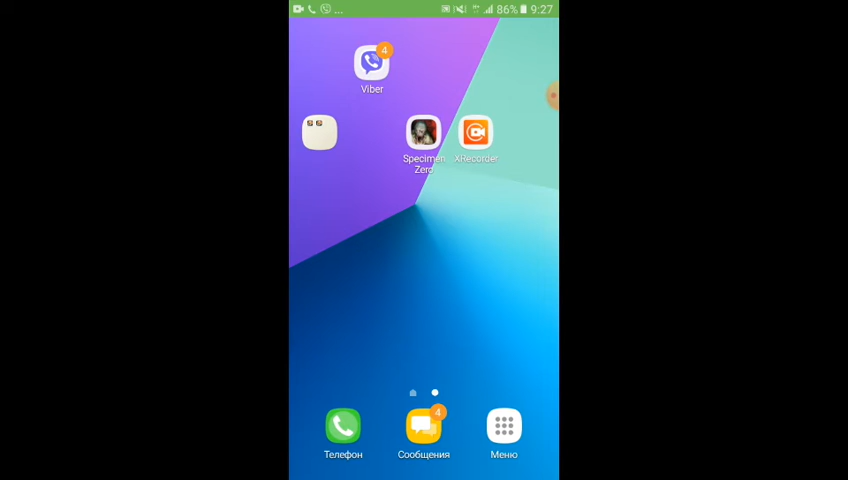 ... 86% 9:27
4
Viber
Specimen
Zero
XRecorder
4
Телефон
Сообщения
Меню